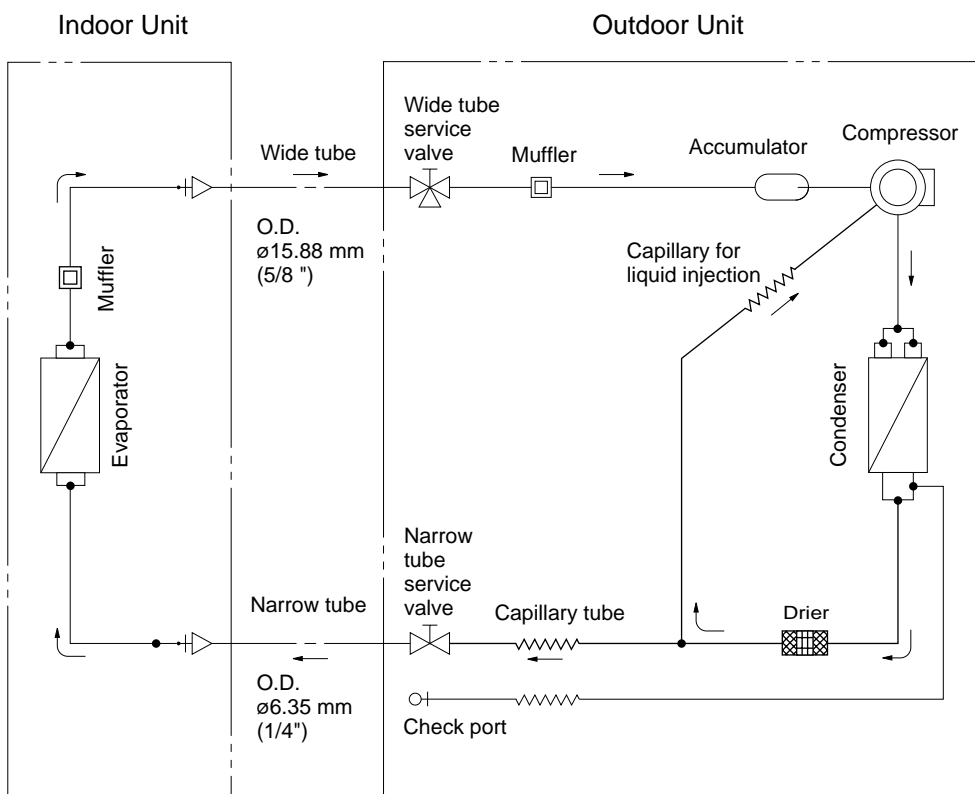 Indoor Unit
Outdoor Unit
Wide tube
service
valve
Compressor
Accumulator
Muffler
Wide tube
O.D.
ø15.88 mm
(5/8 ")
Capillary for
liquid injection
Muffler
Evaporator
Condenser
Narrow
tube
service
valve
Narrow tube
Capillary tube
Drier
O.D.
ø6.35 mm
(1/4")
Check port